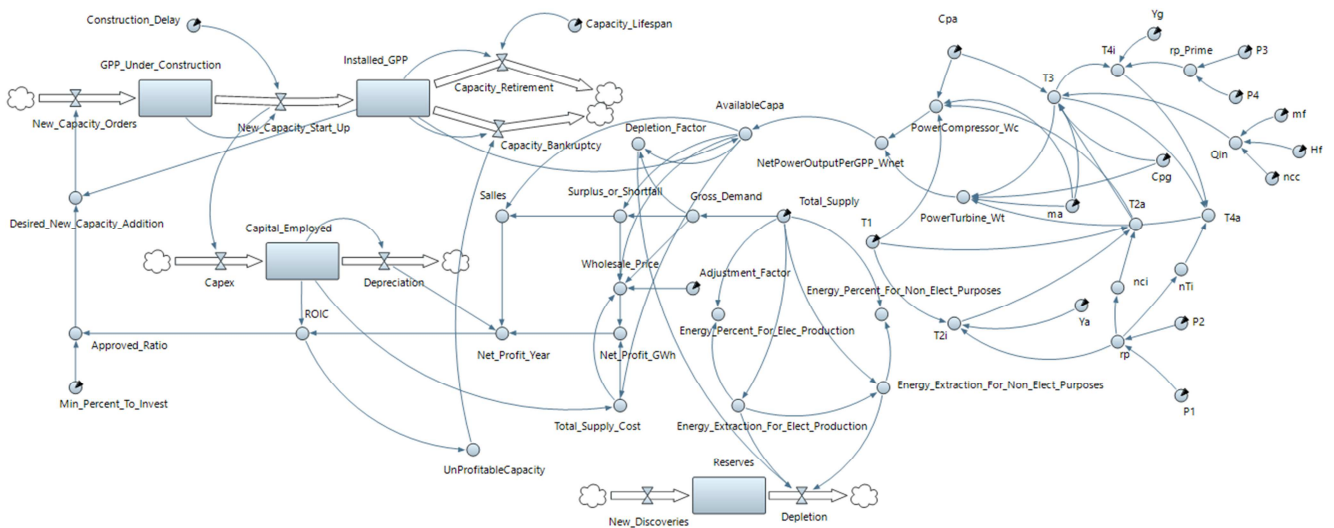 Construction_Delay
Capacity_Lifespan
Cpa
Yg
T4i
rp_Prime
P3
GPP_Under_Construction
Installed_GPP
T3
Capacity_Retirement
P4
New_Capacity_Orders
New_Capacity_Start_Up
AvailableCapa
mf
Depletion_Factor
PowerCompressor_Wc
Capacity_Bankruptcy
Qin
Hf
NetPowerOutputPerGPP_Wnet
Cpg
ncc
Salles
Surplus_or_Shortfall
Gross_Demand
Total_Supply
ma
T2a
Desired_New_Capacity_Addition
PowerTurbine_Wt
T4a
T1
Capital_Employed
Wholesale_Price
Adjustment_Factor
Capex
Depreciation
nci
nTi
Energy_Percent_For_Non_Elect_Purposes
ROIC
Ya
P2
Energy_Percent_For_Elec_Production
T2i
Approved_Ratio
Net_Profit_Year
Net_Profit_GWh
rp
Energy_Extraction_For_Non_Elect_Purposes
Min_Percent_To_Invest
P1
Total_Supply_Cost
Energy_Extraction_For_Elect_Production
UnProfitableCapacity
Reserves
New_Discoveries
Depletion